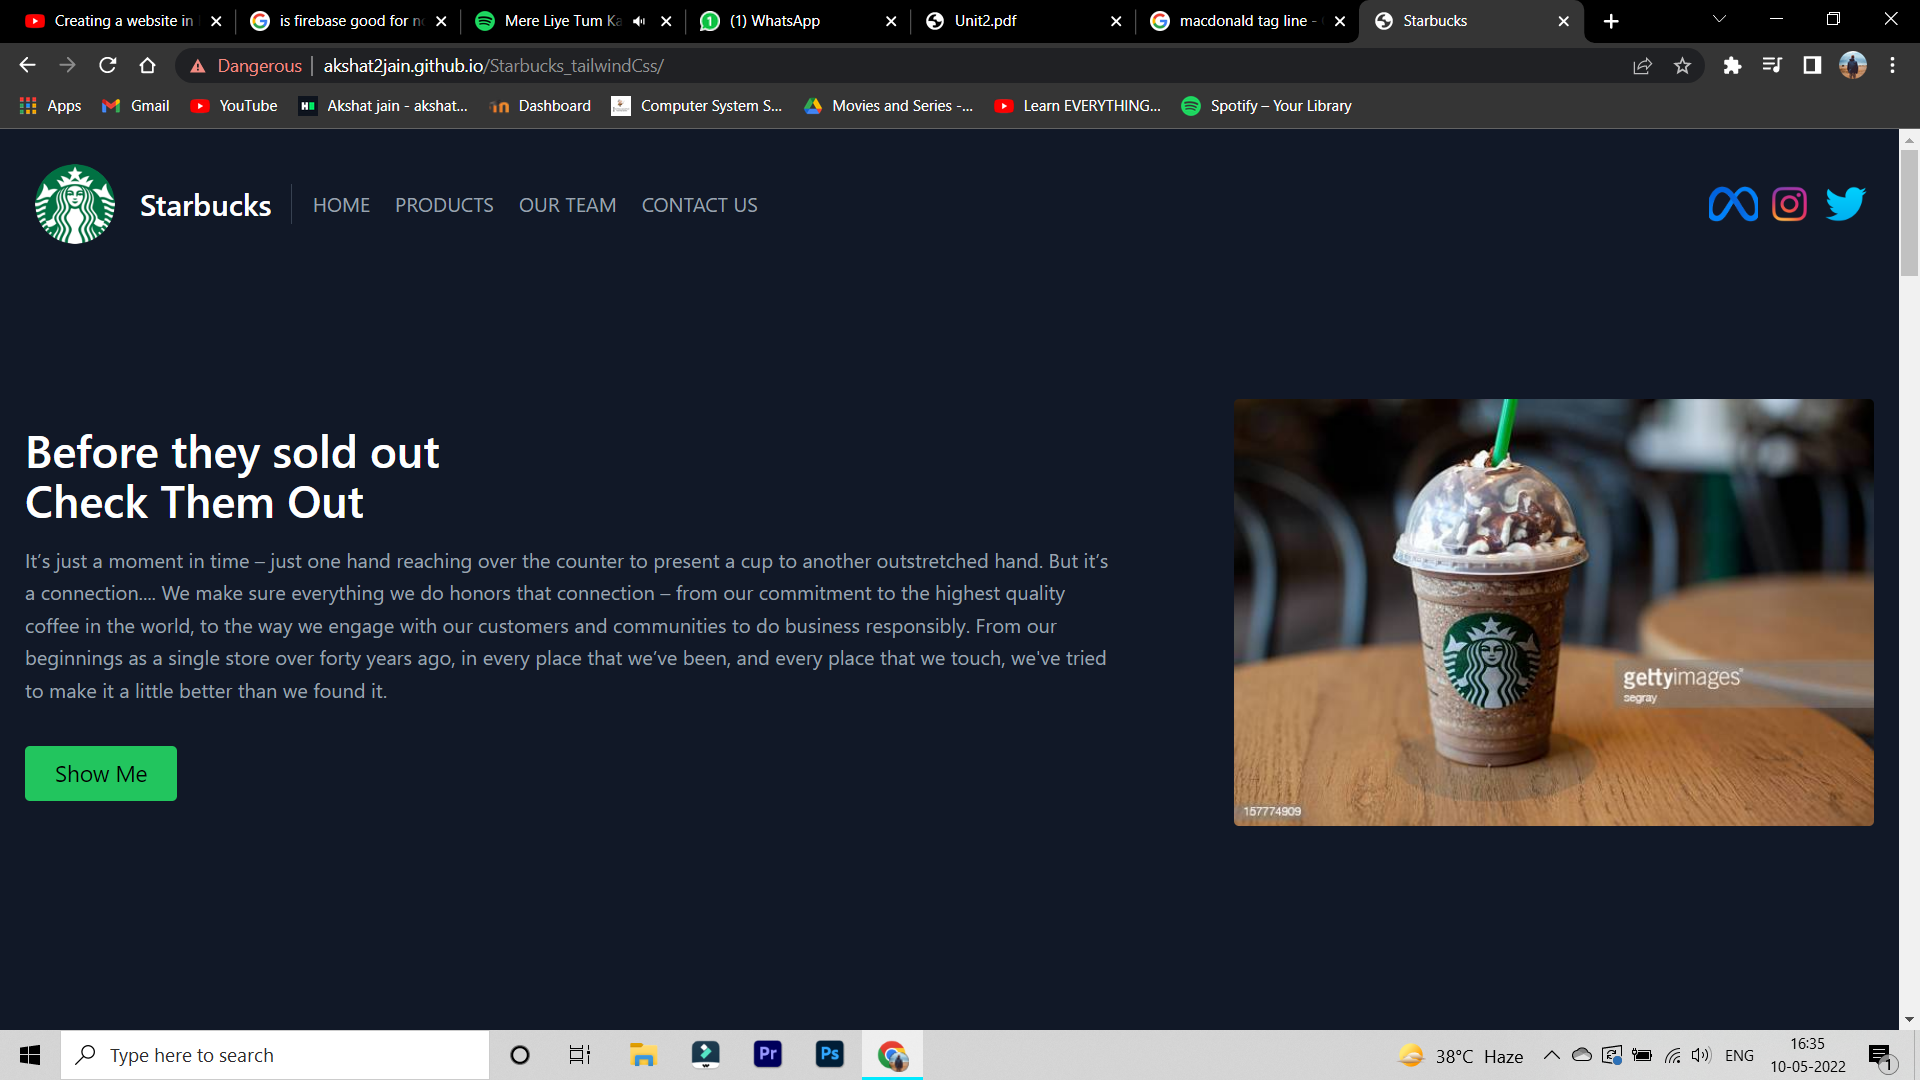 Creating a website in
is firebase good for n
Mere Liye Tum Ka
(1) WhatsApp
Unit2.pdf
macdonald tag line -
Starbucks
Dangerous
akshat2jain.github.io/Starbucks_tailwindCss/
Apps
Gmail
YouTube
Akshat jain - akshat...
Dashboard
Computer System S...
Movies and Series -...
Learn EVERYTHING...
Spotify – Your Library
Starbucks
HOME
PRODUCTS
OUR TEAM
CONTACT US
Before they sold out
Check Them Out
It’s just a moment in time – just one hand reaching over the counter to present a cup to another outstretched hand. But it’s
a connection.... We make sure everything we do honors that connection – from our commitment to the highest quality
coffee in the world, to the way we engage with our customers and communities to do business responsibly. From our
beginnings as a single store over forty years ago, in every place that we’ve been, and every place that we touch, we've tried
to make it a little better than we found it.
Show Me
gettyimages®
segray
157774909
Type here to search
Pr
Ps
38°C Haze
ENG
16:35
10-05-2022
1